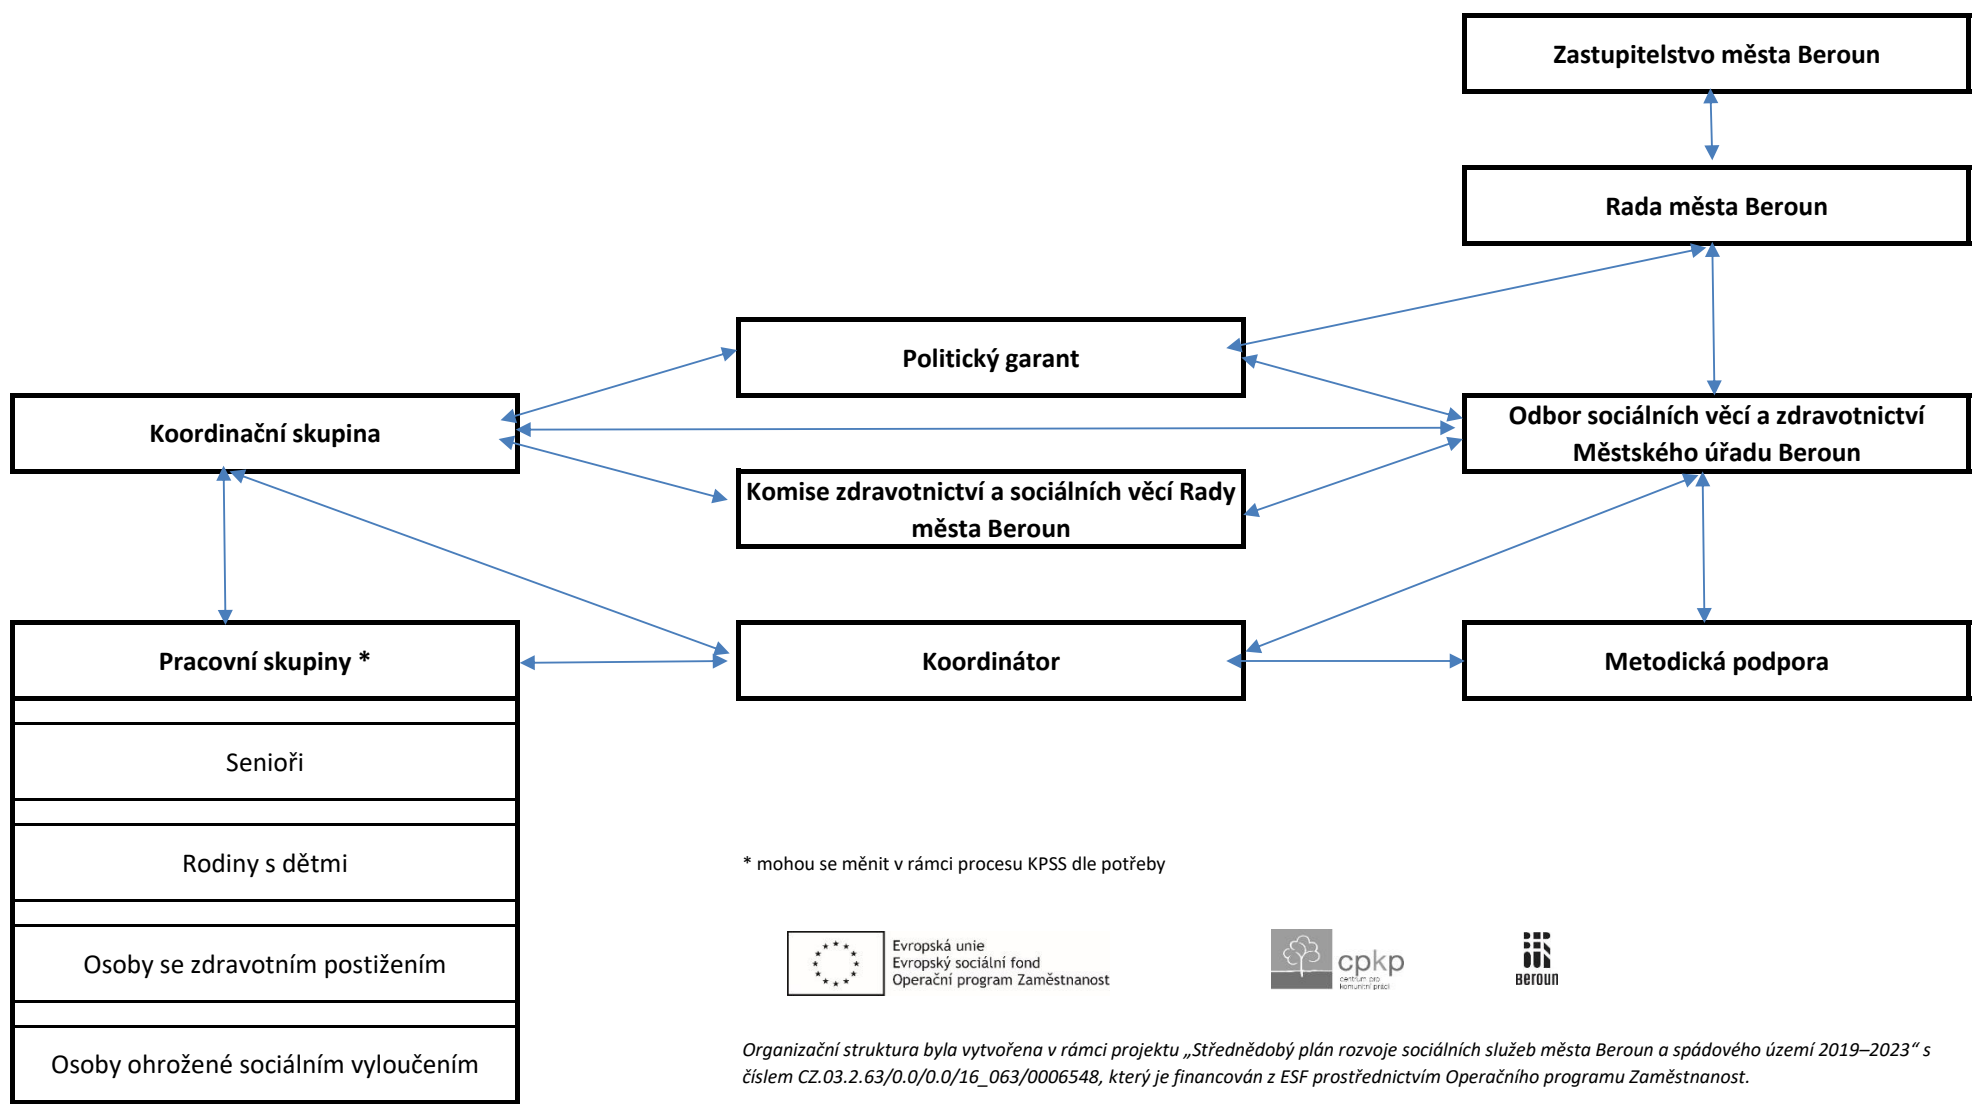 Zastupitelstvo města Beroun
Rada města Beroun
Politický garant
Koordinační skupina
Odbor sociálních věcí a zdravotnictví
Městského úřadu Beroun
Komise zdravotnictví a sociálních věcí Rady
města Beroun
Pracovní skupiny *
Koordinátor
Metodická podpora
Senioři
Rodiny s dětmi
Osoby se zdravotním postižením
Osoby ohrožené sociálním vyloučením
* mohou se měnit v rámci procesu KPSS dle potřeby
Evropská unie
Evropský sociální fond
Operační program Zaměstnanost
cpkp
centrum pro
komunitní práci
Beroun
Organizační struktura byla vytvořena v rámci projektu „Střednědobý plán rozvoje sociálních služeb města Beroun a spádového území 2019–2023“ s
číslem CZ.03.2.63/0.0/0.0/16_063/0006548, který je financován z ESF prostřednictvím Operačního programu Zaměstnanost.